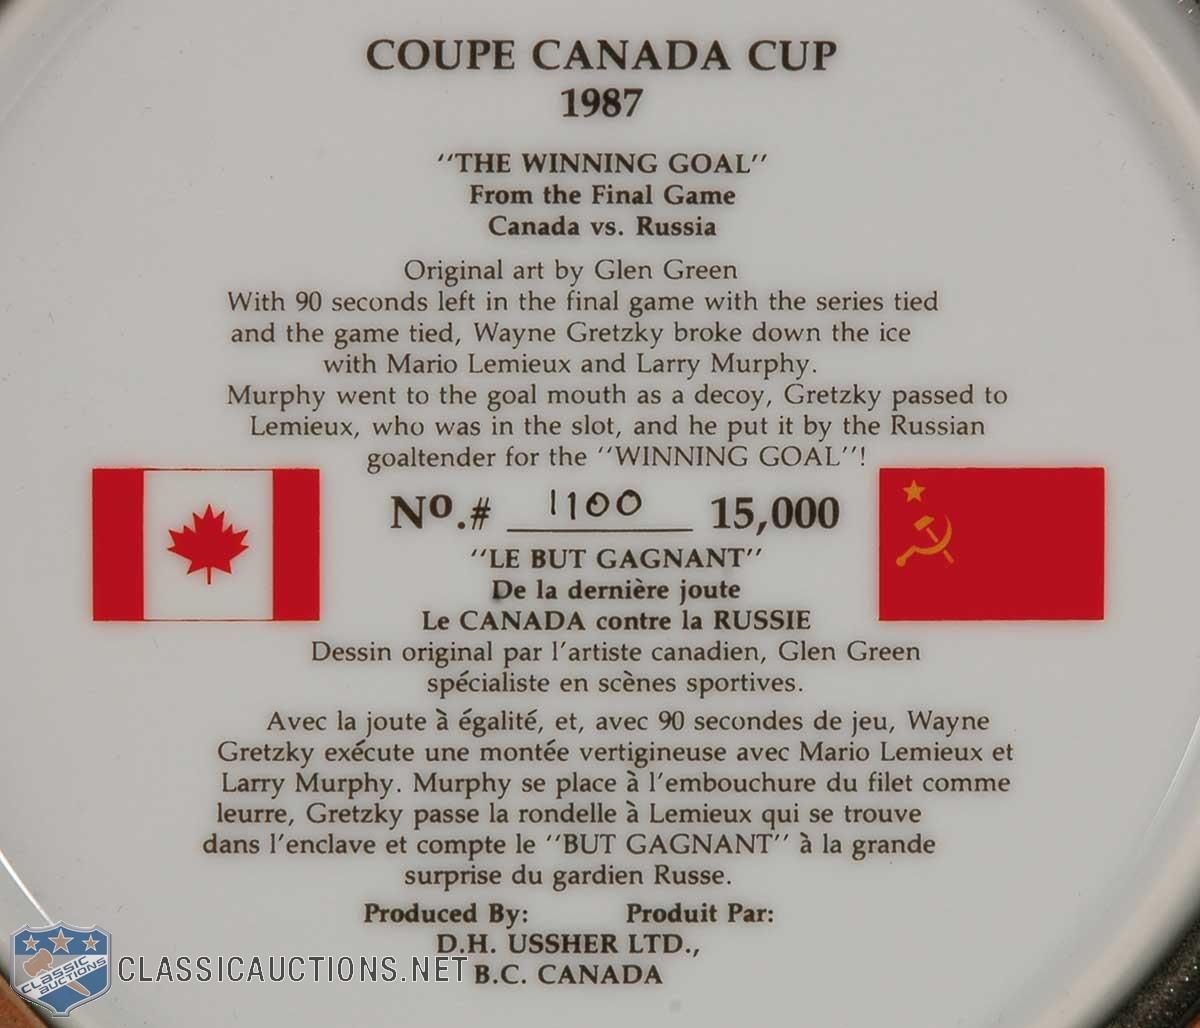 COUPE CANADA CUP
1987
"THE WINNING GOAL"
From the Final Game
Canada vs. Russia
Original art by Glen Green
With 90 seconds left in the final game with the series tied
and the game tied, Wayne Gretzky broke down the ice
with Mario Lemieux and Larry Murphy.
Murphy went to the goal mouth as a decoy, Gretzky passed to
Lemieux, who was in the slot, and he put it by the Russian
goaltender for the "WINNING GOAL"!
No.# 1100 15,000
"LE BUT GAGNANT"
De la dernière joute
Le CANADA contre la RUSSIE
Dessin original par l'artiste canadien, Glen Green
spécialiste en scènes sportives.
Avec la joute à égalité, et, avec 90 secondes de jeu, Wayne
Gretzky exécute une montée vertigineuse avec Mario Lemieux et
Larry Murphy. Murphy se place à l'embouchure du filet comme
leurre, Gretzky passe la rondelle à Lemieux qui se trouve
dans l'enclave et compte le "BUT GAGNANT" à la grande
surprise du gardien Russe.
Produced By: Produit Par:
D.H. USSHER LTD.,
B.C. CANADA
CLASSIC
AUCTIONS
CLASSICAUCTIONS.NET